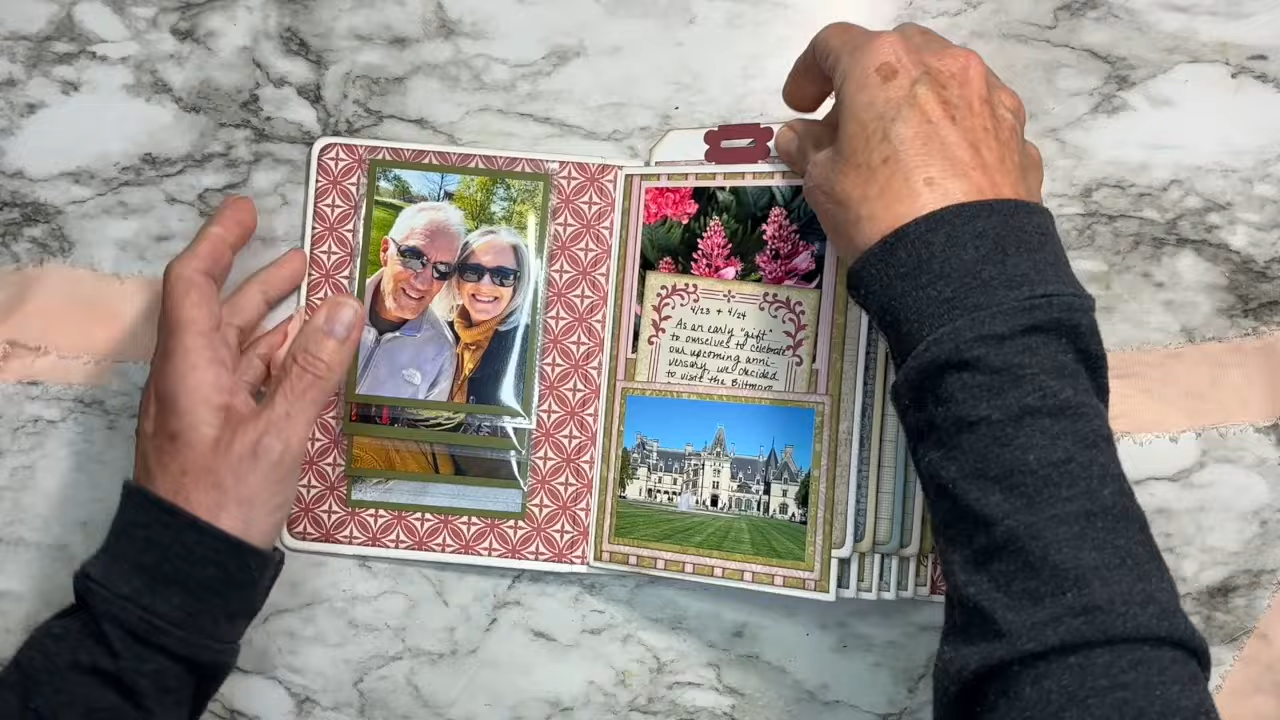 4/23 + 4/24
As an early "gift"
to ourselves to celebrate
our upcoming anni-
versary, we decided
to visit the Biltmore